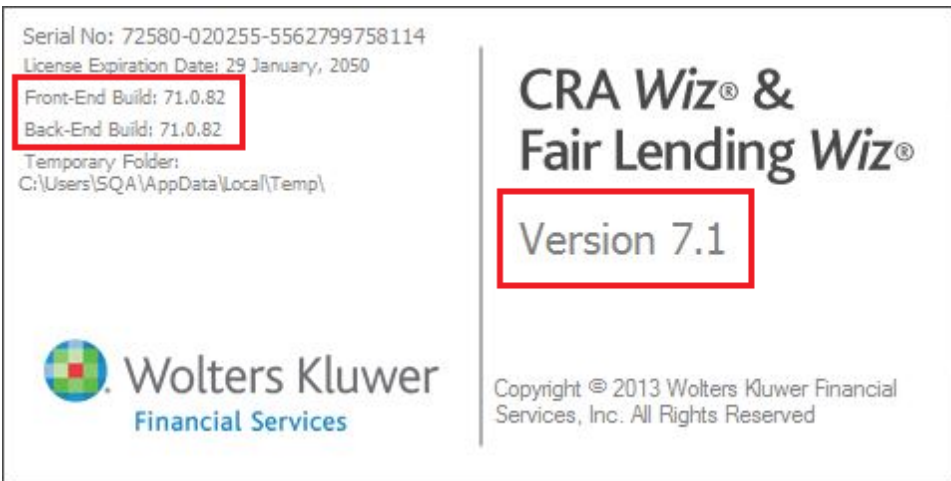 Serial No: 72580-020255-5562799758114
License Expiration Date: 29 January, 2050
Front-End Build: 71.0.82
Back-End Build: 71.0.82
Temporary Folder:
C:\Users\SQA\AppData\Local\Temp\
CRA Wiz® &
Fair Lending Wiz®
Version 7.1
Wolters Kluwer
Financial Services
Copyright © 2013 Wolters Kluwer Financial
Services, Inc. All Rights Reserved